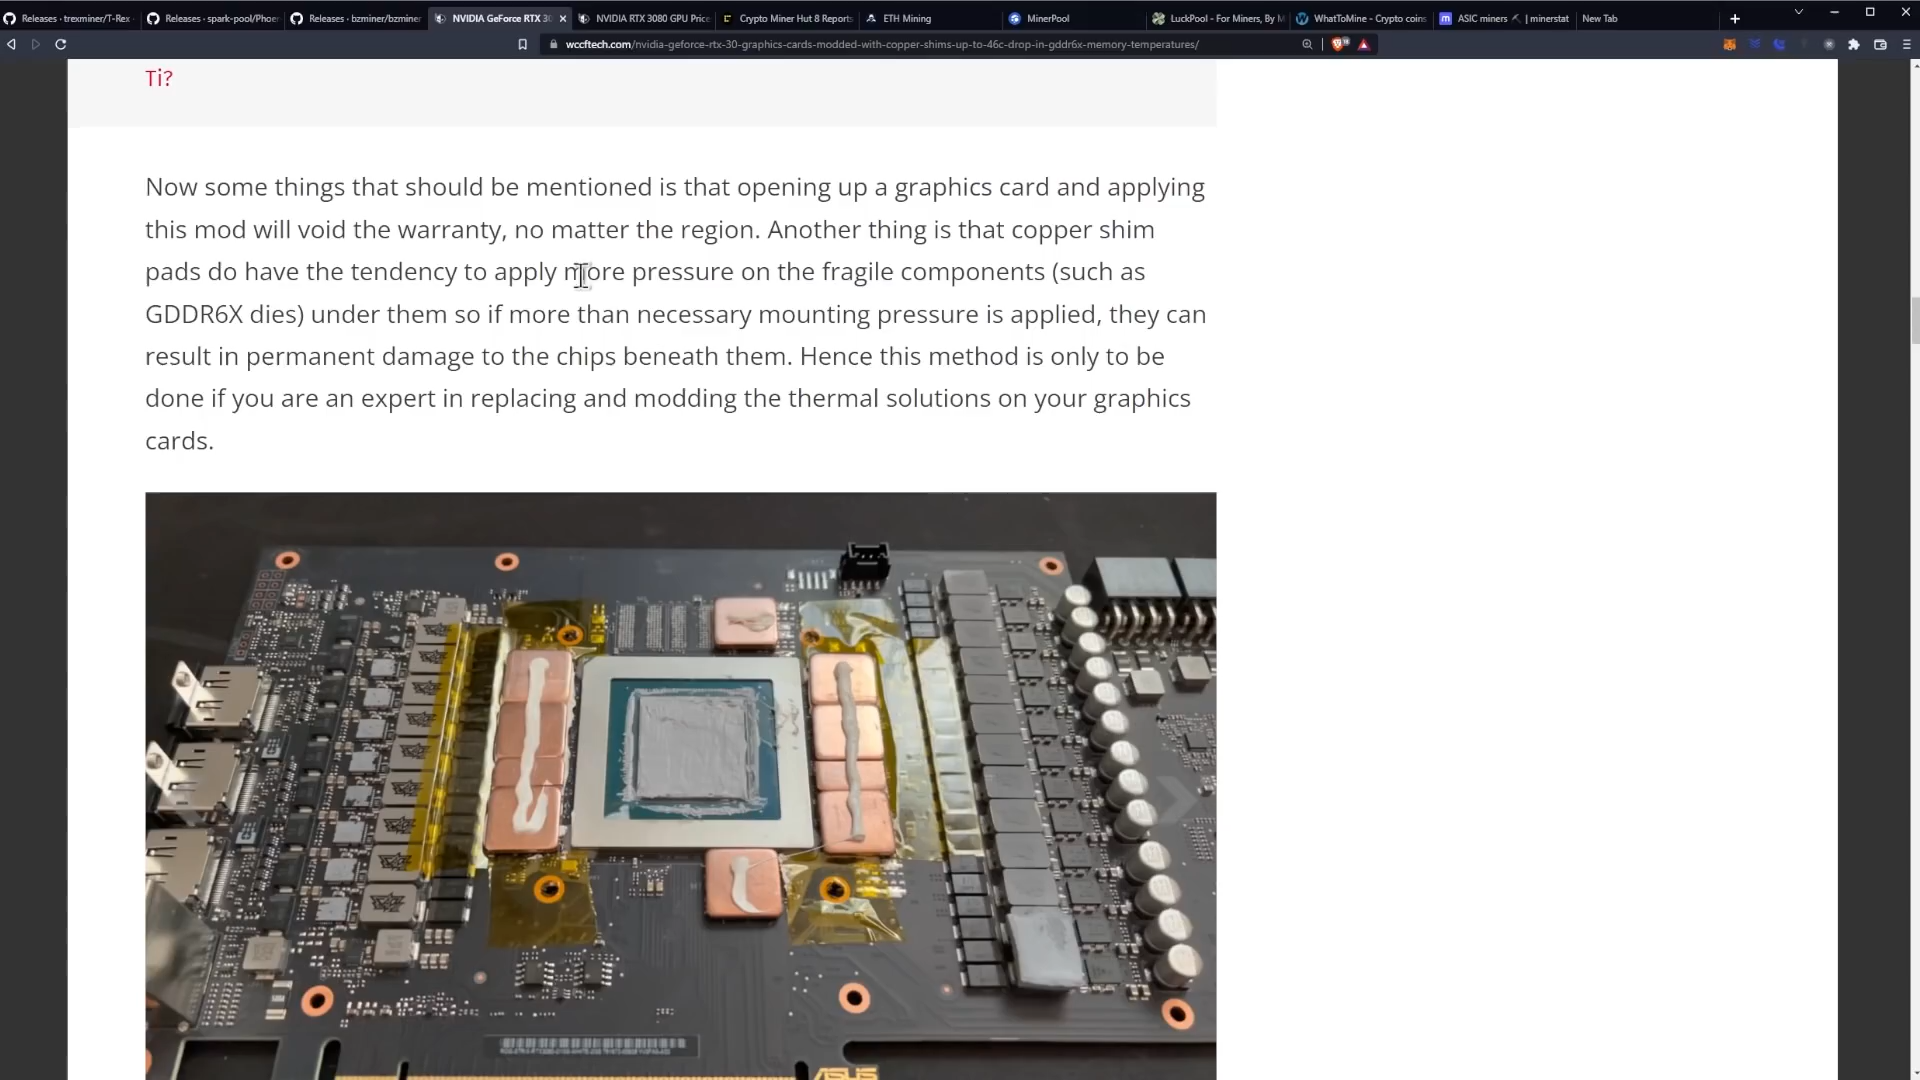 Releases · trexminer/T-Rex
Releases · spark-pool/Phoe
Releases · bzminer/bzminer
NVIDIA GeForce RTX 30
NVIDIA RTX 3080 GPU Price
Crypto Miner Hut 8 Reports
ETH Mining
MinerPool
LuckPool - For Miners, By M
WhatToMine - Crypto coins
ASIC miners ⛏ | minerstat
New Tab
wccftech.com/nvidia-geforce-rtx-30-graphics-cards-modded-with-copper-shims-up-to-46c-drop-in-gddr6x-memory-temperatures/
Ti?
Now some things that should be mentioned is that opening up a graphics card and applying
this mod will void the warranty, no matter the region. Another thing is that copper shim
pads do have the tendency to apply more pressure on the fragile components (such as
GDDR6X dies) under them so if more than necessary mounting pressure is applied, they can
result in permanent damage to the chips beneath them. Hence this method is only to be
done if you are an expert in replacing and modding the thermal solutions on your graphics
cards.
ASUS